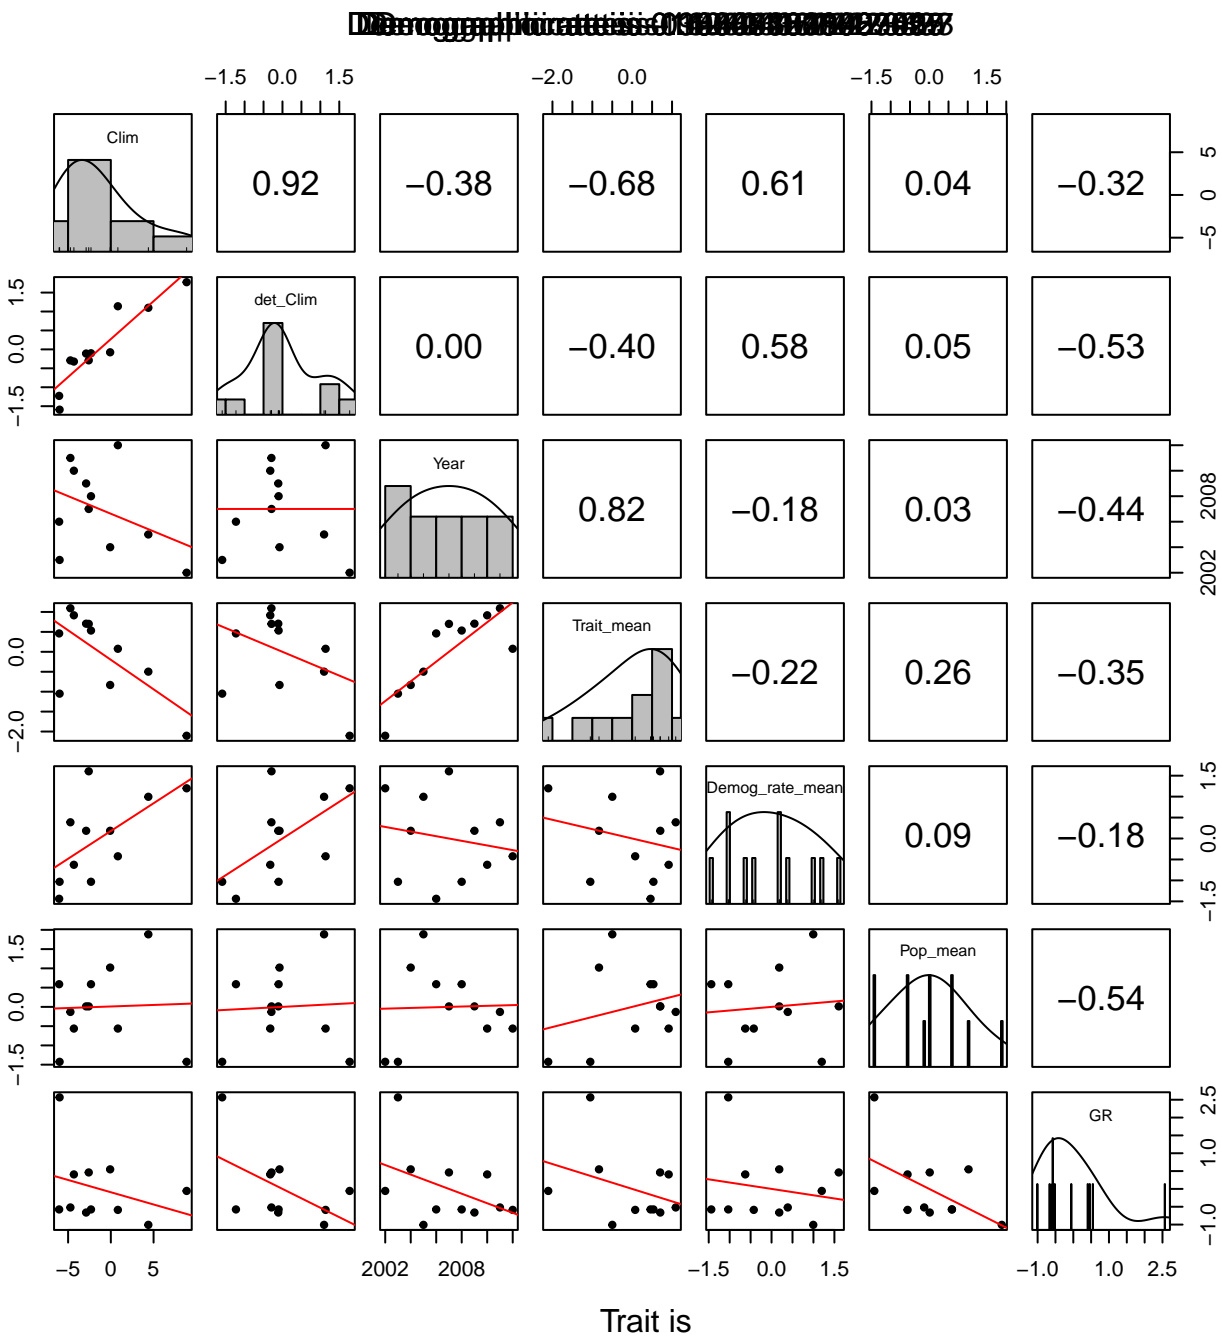 −1.5 0.0 1.5 −2.0 0.0 −1.5 0.0 1.5
Clim 0.92 −0.38 −0.68 0.61 0.04 −0.32 −5 0 5
−1.5 0.0 1.5 det_Clim 0.00 −0.40 0.58 0.05 −0.53
Year 0.82 −0.18 0.03 −0.44 2002 2008
−2.0 0.0 Trait_mean −0.22 0.26 −0.35
Demog_rate_mean 0.09 −0.18 −1.5 0.0 1.5
−1.5 0.0 1.5 Pop_mean −0.54
GR −1.0 1.0 2.5
−5 0 5 2002 2008 −1.5 0.0 1.5 −1.0 1.0 2.5
Trait is